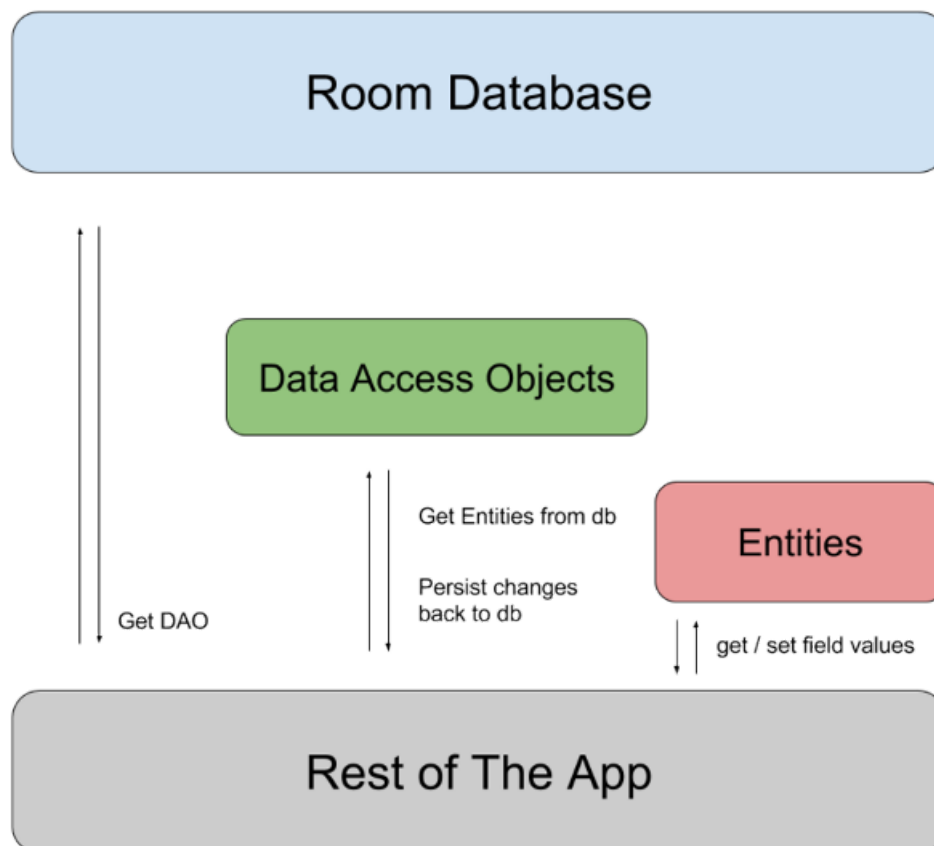 Room Database
Data Access Objects
Get Entities from db
Entities
Persist changes
back to db
Get DAO
get / set field values
Rest of The App